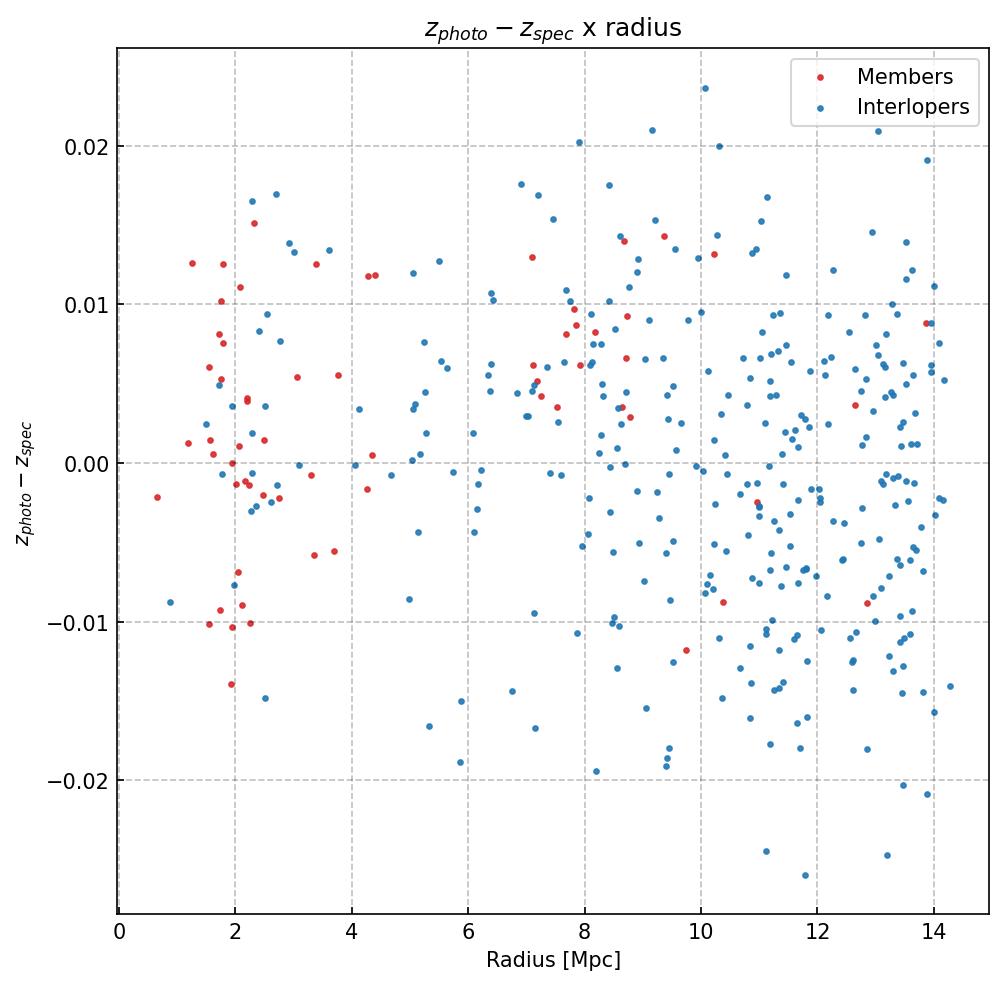 z_photo − z_spec x radius
Members
Interlopers
0.02
0.01
0.00
−0.01
−0.02
z_photo − z_spec
0 2 4 6 8 10 12 14
Radius [Mpc]